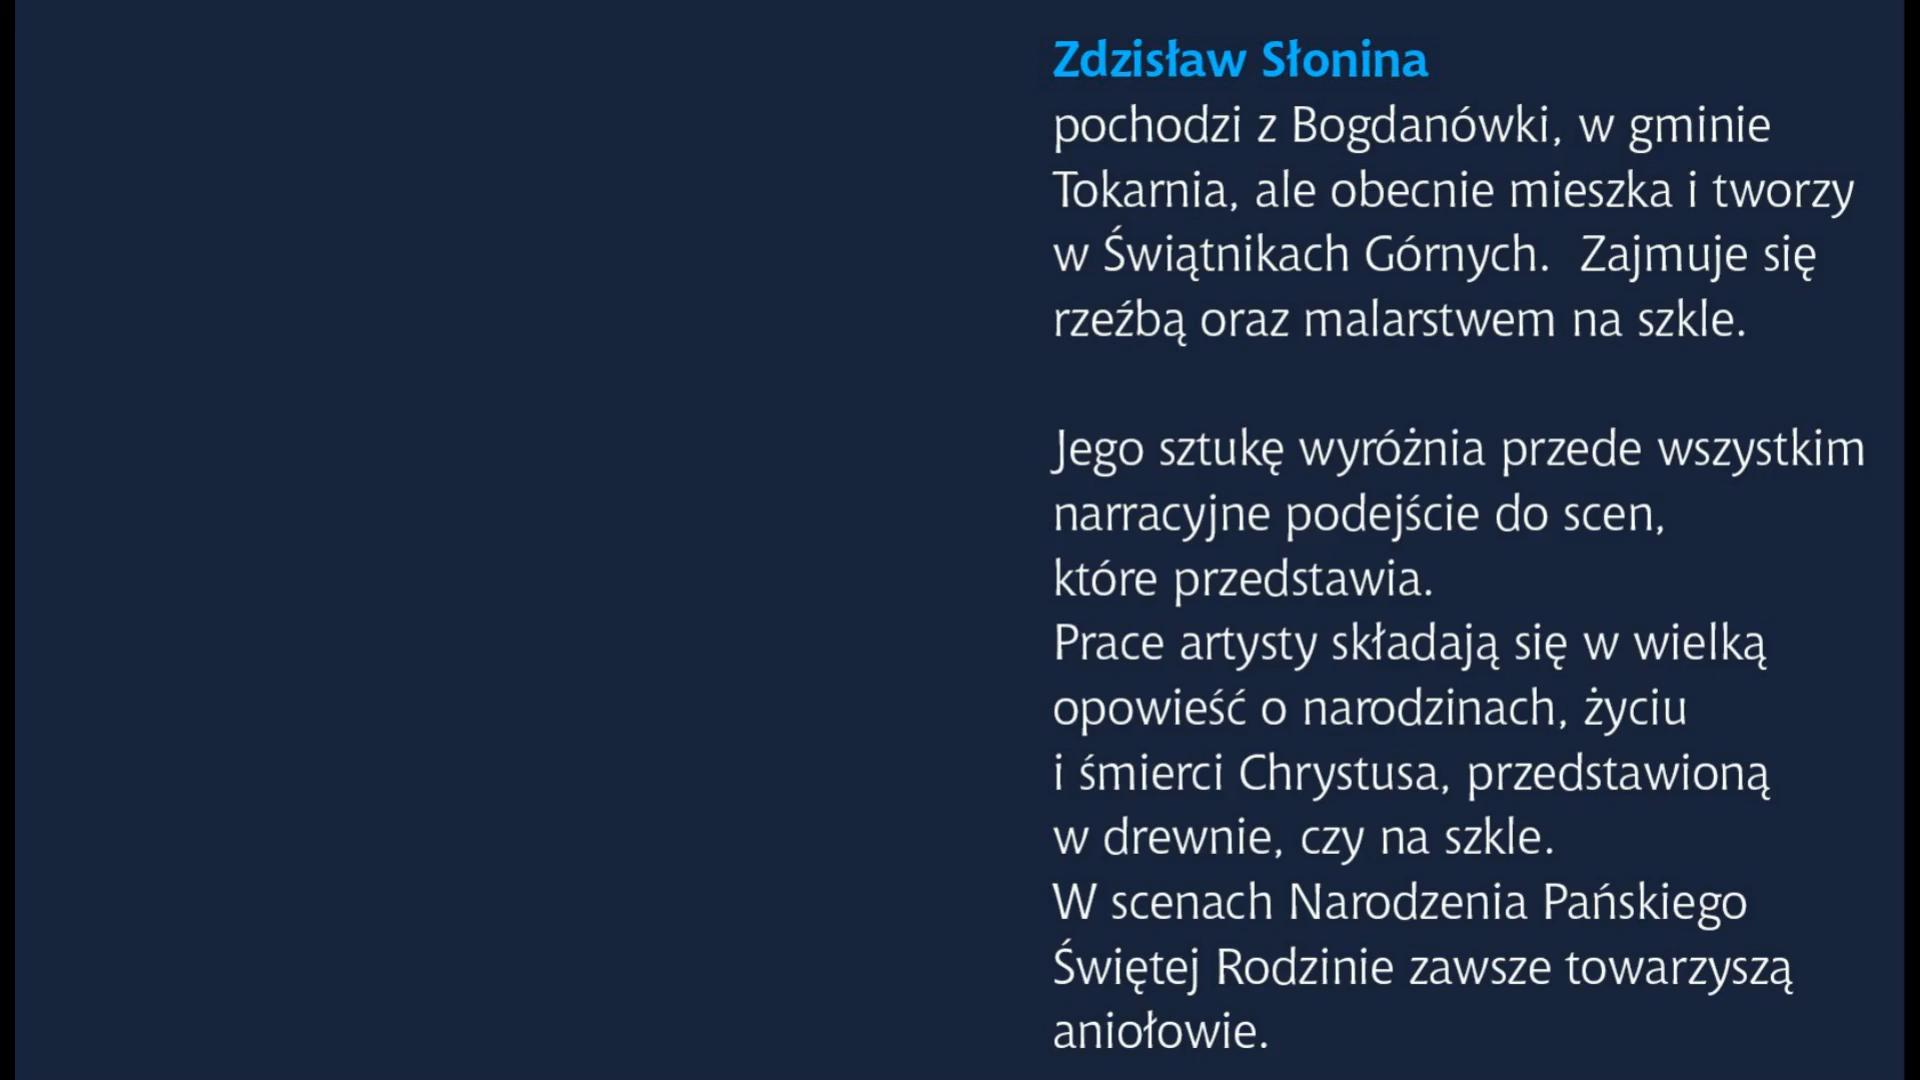 Zdzisław Słonina
pochodzi z Bogdanówki, w gminie
Tokarnia, ale obecnie mieszka i tworzy
w Świątnikach Górnych.  Zajmuje się
rzeźbą oraz malarstwem na szkle.
Jego sztukę wyróżnia przede wszystkim
narracyjne podejście do scen,
które przedstawia.
Prace artysty składają się w wielką
opowieść o narodzinach, życiu
i śmierci Chrystusa, przedstawioną
w drewnie, czy na szkle.
W scenach Narodzenia Pańskiego
Świętej Rodzinie zawsze towarzyszą
aniołowie.